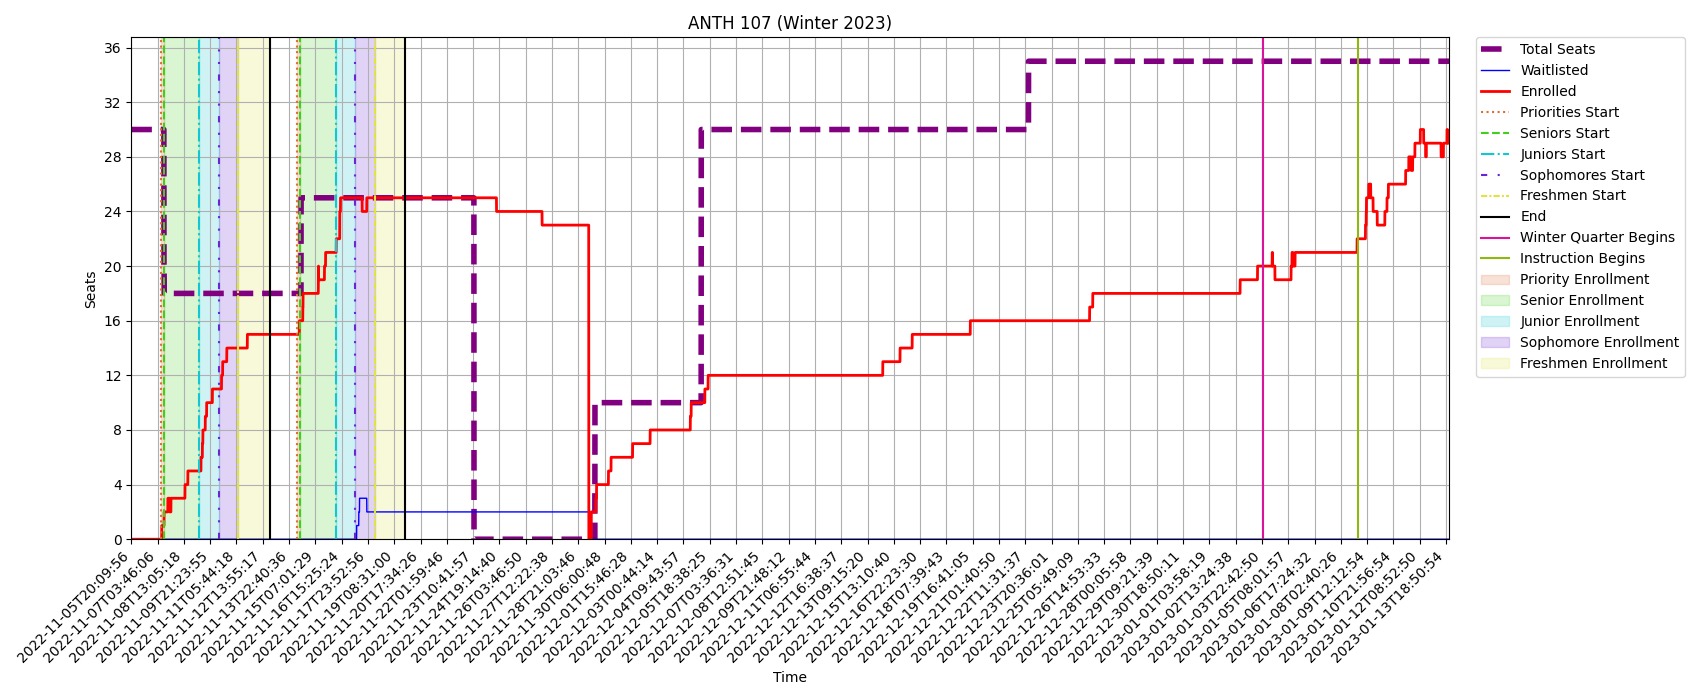 ANTH 107 (Winter 2023)
Seats
36
32
28
24
20
16
12
8
4
0
2022-11-05T20:09:56
2022-11-07T03:46:06
2022-11-08T13:05:18
2022-11-09T21:23:55
2022-11-11T05:44:18
2022-11-12T13:55:17
2022-11-13T22:40:36
2022-11-15T07:01:29
2022-11-16T15:25:24
2022-11-17T23:52:56
2022-11-19T08:31:00
2022-11-20T17:34:26
2022-11-22T01:59:46
2022-11-23T10:41:57
2022-11-24T19:14:40
2022-11-26T03:46:50
2022-11-27T12:22:38
2022-11-28T21:03:46
2022-11-30T06:00:48
2022-12-01T15:46:28
2022-12-03T00:44:14
2022-12-04T09:43:57
2022-12-05T18:38:25
2022-12-07T03:36:31
2022-12-08T12:51:45
2022-12-09T21:48:12
2022-12-11T06:55:44
2022-12-12T16:38:37
2022-12-13T09:15:20
2022-12-15T13:10:40
2022-12-16T22:23:30
2022-12-18T07:39:43
2022-12-19T16:41:05
2022-12-21T01:40:50
2022-12-22T11:31:37
2022-12-23T20:36:01
2022-12-25T05:49:09
2022-12-26T14:53:33
2022-12-28T00:05:58
2022-12-29T09:21:39
2022-12-30T18:50:11
2023-01-01T03:58:19
2023-01-02T13:24:38
2023-01-03T22:42:50
2023-01-05T08:01:57
2023-01-06T17:24:32
2023-01-08T02:40:26
2023-01-09T12:12:54
2023-01-10T21:56:54
2023-01-12T08:52:50
2023-01-13T18:50:54
Time
Total Seats
Waitlisted
Enrolled
Priorities Start
Seniors Start
Juniors Start
Sophomores Start
Freshmen Start
End
Winter Quarter Begins
Instruction Begins
Priority Enrollment
Senior Enrollment
Junior Enrollment
Sophomore Enrollment
Freshmen Enrollment